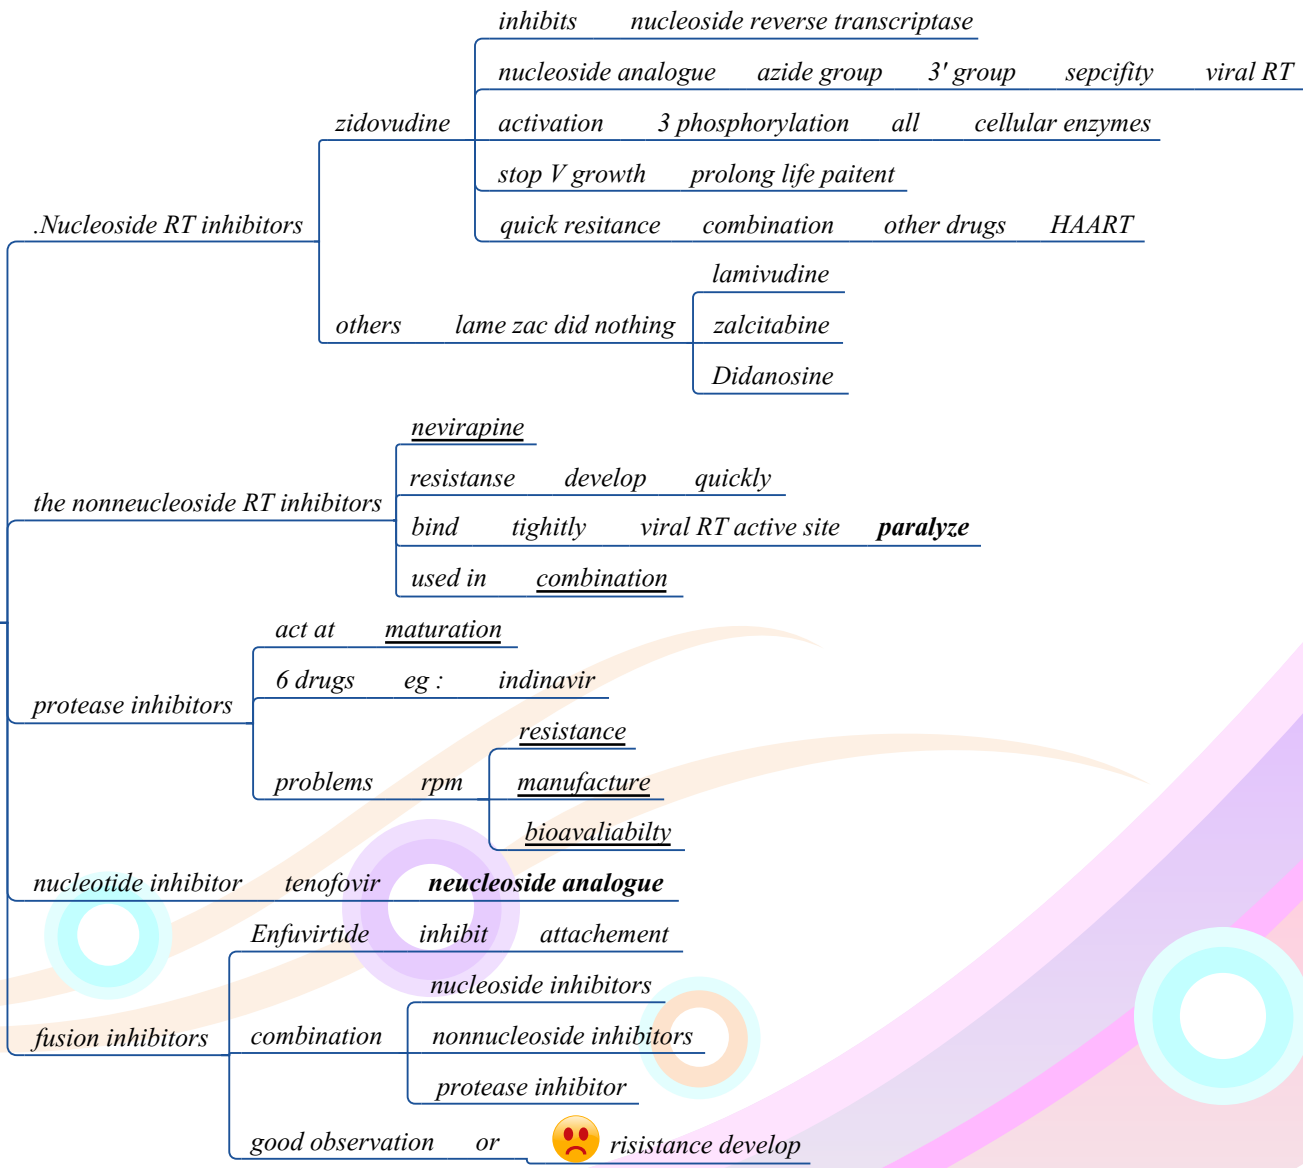 inhibits nucleoside reverse transcriptase
nucleoside analogue azide group 3' group sepcifity viral RT
zidovudine activation 3 phosphorylation all cellular enzymes
stop V growth prolong life paitent
.Nucleoside RT inhibitors quick resitance combination other drugs HAART
lamivudine
others lame zac did nothing zalcitabine
Didanosine
nevirapine
resistanse develop quickly
the nonneucleoside RT inhibitors
bind tighitly viral RT active site paralyze
used in combination
act at maturation
6 drugs eg : indinavir
protease inhibitors
resistance
problems rpm manufacture
bioavaliabilty
nucleotide inhibitor tenofovir neucleoside analogue
Enfuvirtide inhibit attachement
nucleoside inhibitors
fusion inhibitors combination nonnucleoside inhibitors
protease inhibitor
good observation or risistance develop